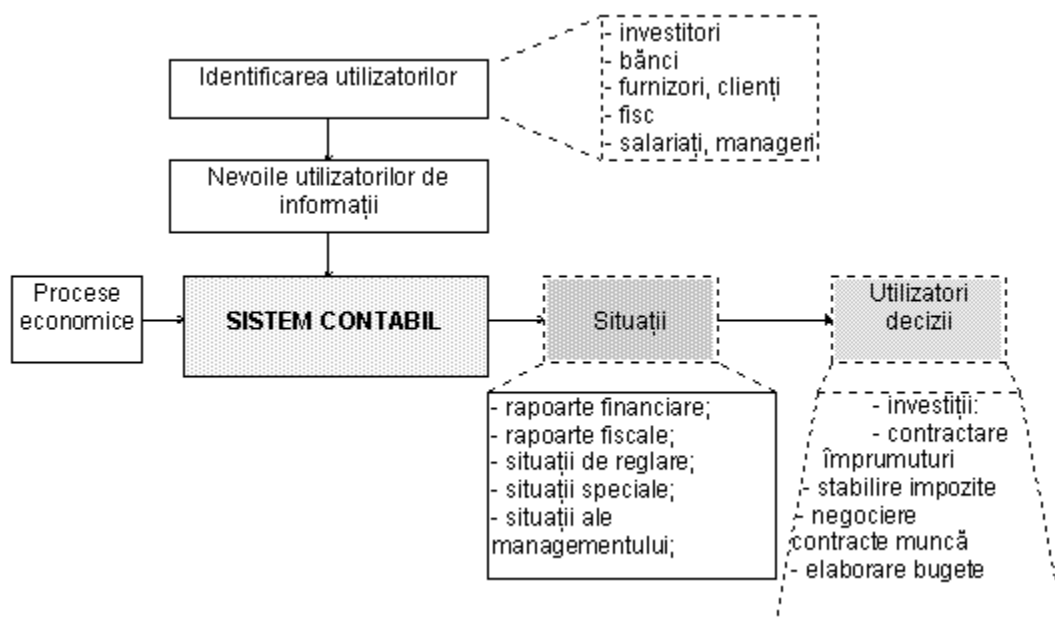 Identificarea utilizatorilor
- investitori
- bănci
- furnizori, clienți
- fisc
- salariați, manageri
Nevoile utilizatorilor de
informații
Procese
economice
SISTEM CONTABIL
Situații
Utilizatori
decizii
- rapoarte financiare;
- rapoarte fiscale;
- situații de reglare;
- situații speciale;
- situații ale
managementului;
- investiții:
- contractare
împrumuturi
- stabilire impozite
- negociere
contracte muncă
- elaborare bugete